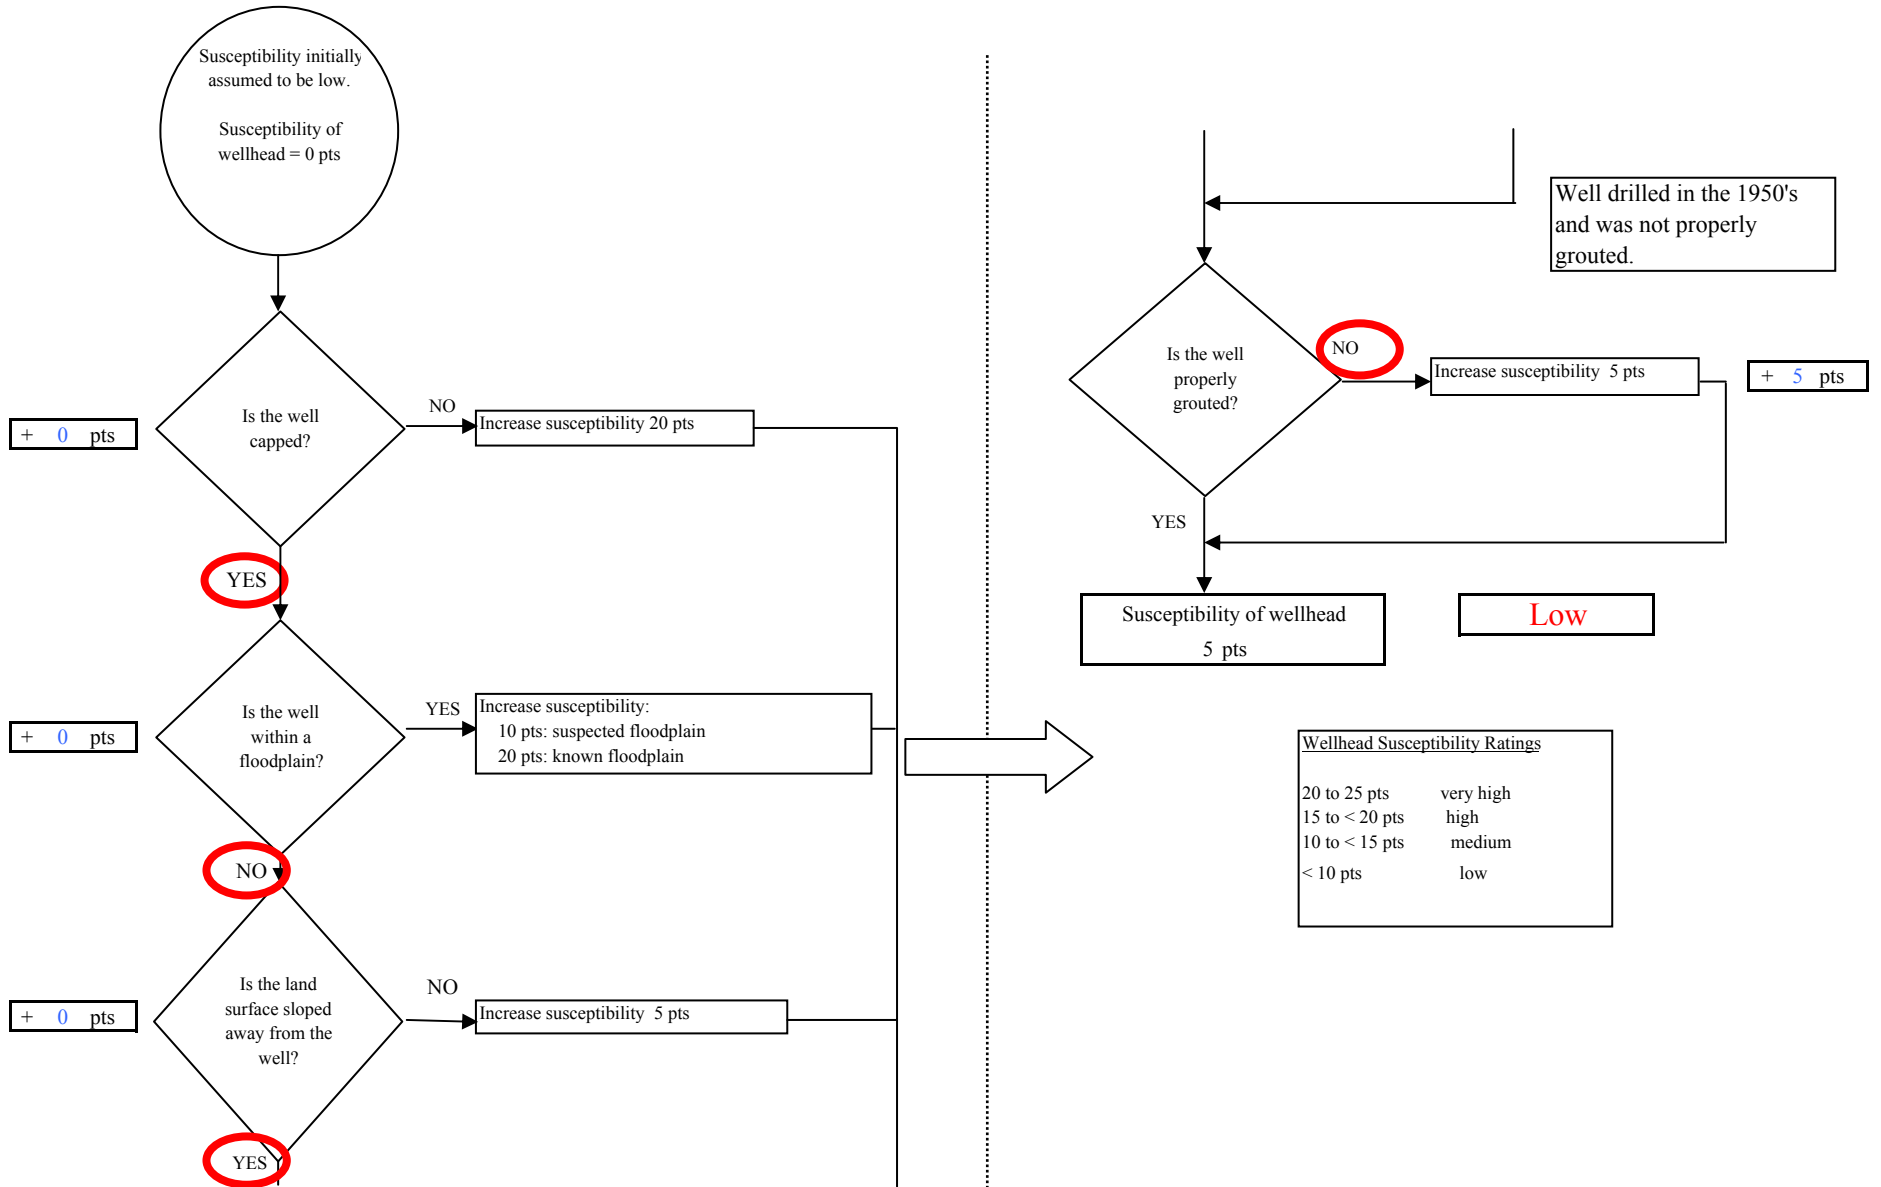 Susceptibility initially
assumed to be low.
Susceptibility of
wellhead = 0 pts
Is the well
capped?
NO
Increase susceptibility 20 pts
+ 0 pts
YES
Is the well
within a
floodplain?
YES
Increase susceptibility:
10 pts: suspected floodplain
20 pts: known floodplain
+ 0 pts
NO
Is the land
surface sloped
away from the
well?
NO
Increase susceptibility 5 pts
+ 0 pts
YES
Well drilled in the 1950's
and was not properly
grouted.
Is the well
properly
grouted?
NO
Increase susceptibility 5 pts
+ 5 pts
YES
Susceptibility of wellhead
5 pts
Low
Wellhead Susceptibility Ratings
20 to 25 pts very high
15 to < 20 pts high
10 to < 15 pts medium
< 10 pts low